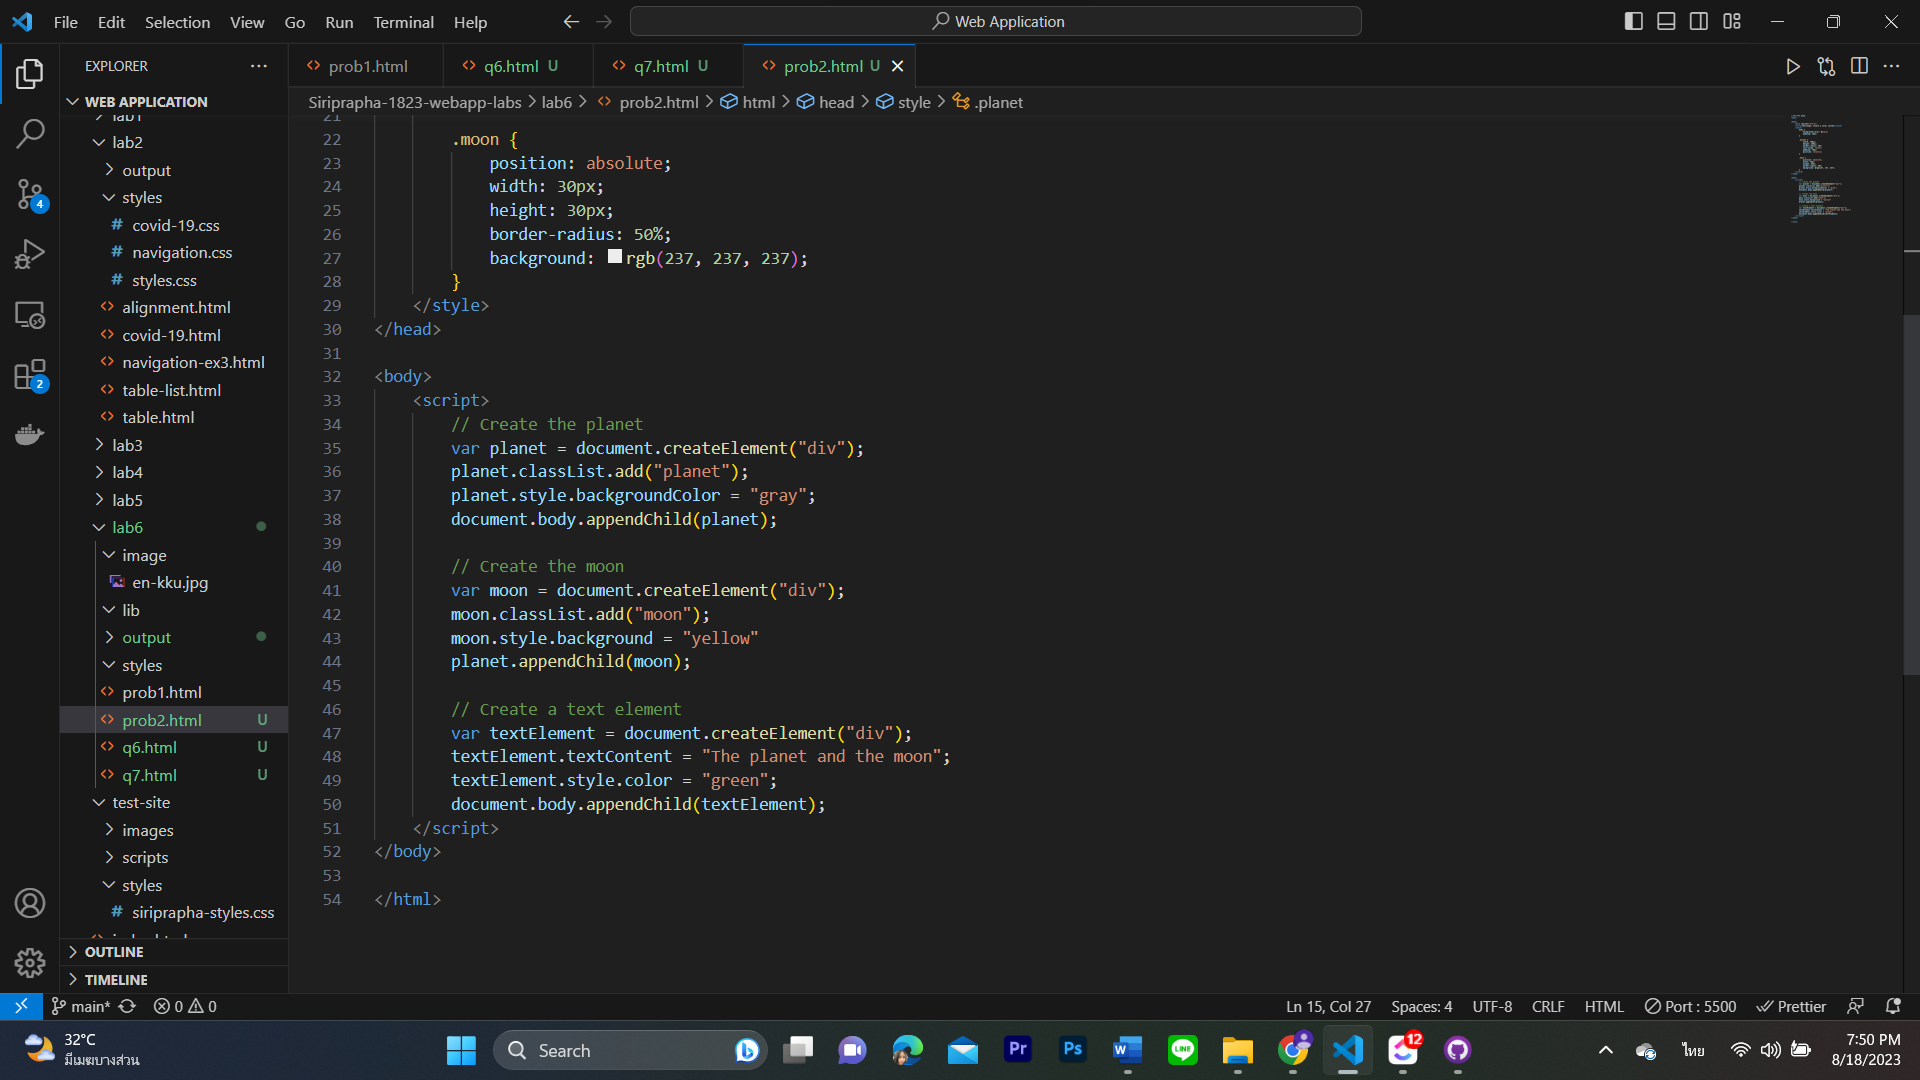 File Edit Selection View Go Run Terminal Help
Web Application
EXPLORER
prob1.html
q6.html U
q7.html U
prob2.html U
WEB APPLICATION
Siriprapha-1823-webapp-labs > lab6 > prob2.html > html > head > style > .planet
lab1
lab2
output
styles
covid-19.css
navigation.css
styles.css
alignment.html
covid-19.html
navigation-ex3.html
table-list.html
table.html
lab3
lab4
lab5
lab6
image
en-kku.jpg
lib
output
styles
prob1.html
prob2.html U
q6.html U
q7.html U
test-site
images
scripts
styles
siriprapha-styles.css
OUTLINE
TIMELINE
4
2
21
22 .moon {
23 position: absolute;
24 width: 30px;
25 height: 30px;
26 border-radius: 50%;
27 background: rgb(237, 237, 237);
28 }
29 </style>
30 </head>
31
32 <body>
33 <script>
34 // Create the planet
35 var planet = document.createElement("div");
36 planet.classList.add("planet");
37 planet.style.backgroundColor = "gray";
38 document.body.appendChild(planet);
39
40 // Create the moon
41 var moon = document.createElement("div");
42 moon.classList.add("moon");
43 moon.style.background = "yellow"
44 planet.appendChild(moon);
45
46 // Create a text element
47 var textElement = document.createElement("div");
48 textElement.textContent = "The planet and the moon";
49 textElement.style.color = "green";
50 document.body.appendChild(textElement);
51 </script>
52 </body>
53
54 </html>
main* 0 0
Ln 15, Col 27 Spaces: 4 UTF-8 CRLF HTML Port : 5500 Prettier
32°C
มีเมฆบางส่วน
Search
Pr
Ps
W
LINE
12
ไทย
7:50 PM
8/18/2023